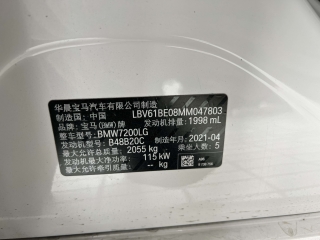 华晨宝马汽车有限公司制造
制造国：中国 LBV61BE08MM047803
品牌：宝马(BMW)牌 发动机排量：1998 mL
整车型号：BMW7200LG
发动机型号：B48B20C 制造年月：2021-04
最大允许总质量：2055 kg 乘坐人数：5
发动机最大净功率：115 kW
最大允许牵引质量：-- kg